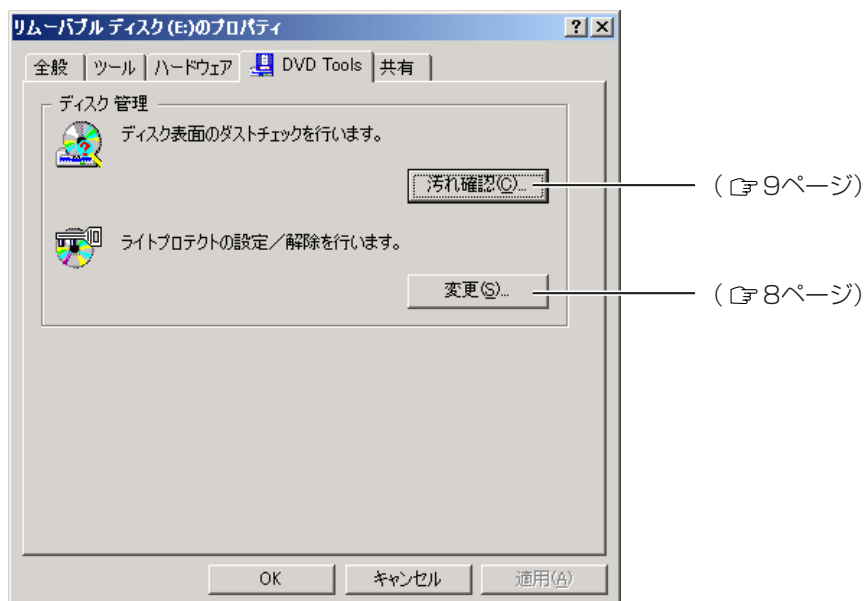 リムーバブル ディスク (E:)のプロパティ
全般 ツール ハードウェア DVD Tools 共有
ディスク 管理
ディスク表面のダストチェックを行います。
汚れ確認(C)...
(☞9ページ)
ライトプロテクトの設定／解除を行います。
変更(S)...
(☞8ページ)
OK キャンセル 適用(A)